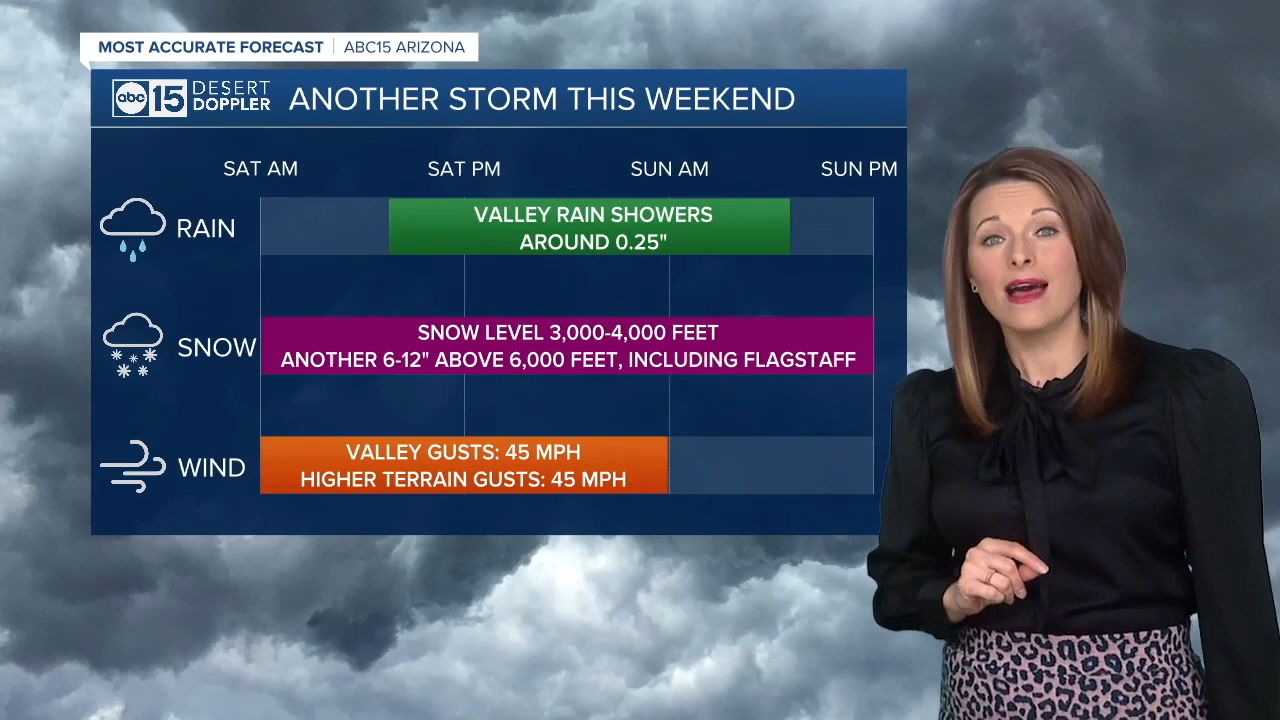 MOST ACCURATE FORECAST | ABC15 ARIZONA
abc 15 DESERT DOPPLER
ANOTHER STORM THIS WEEKEND
SAT AM SAT PM SUN AM SUN PM
RAIN
VALLEY RAIN SHOWERS
AROUND 0.25"
SNOW
SNOW LEVEL 3,000-4,000 FEET
ANOTHER 6-12" ABOVE 6,000 FEET, INCLUDING FLAGSTAFF
WIND
VALLEY GUSTS: 45 MPH
HIGHER TERRAIN GUSTS: 45 MPH